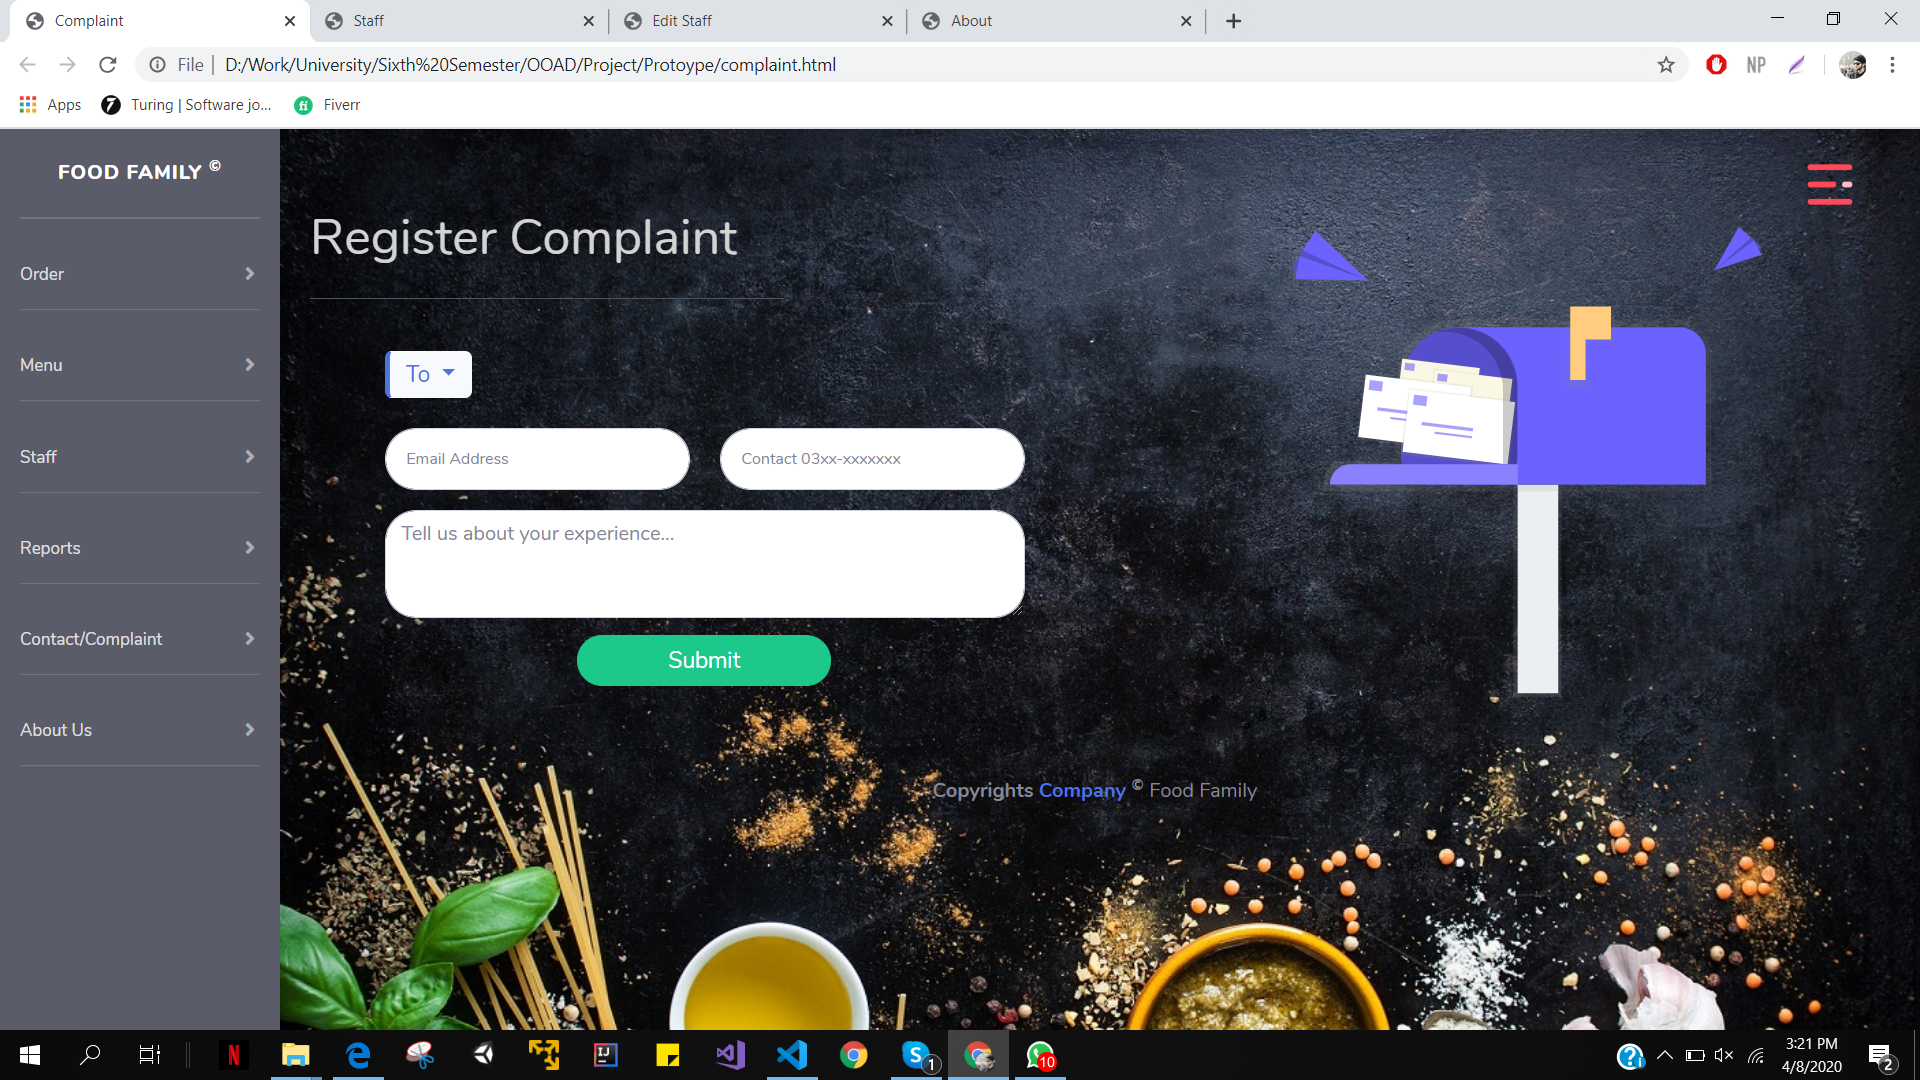 Complaint
Staff
Edit Staff
About
File | D:/Work/University/Sixth%20Semester/OOAD/Project/Protoype/complaint.html
NP
Apps
Turing | Software jo...
fi
Fiverr
FOOD FAMILY ©
Order
Menu
Staff
Reports
Contact/Complaint
About Us
Register Complaint
To
Email Address
Contact 03xx-xxxxxxx
Tell us about your experience...
Submit
Copyrights Company © Food Family
N
IJ
S
1
10
3:21 PM
4/8/2020
2